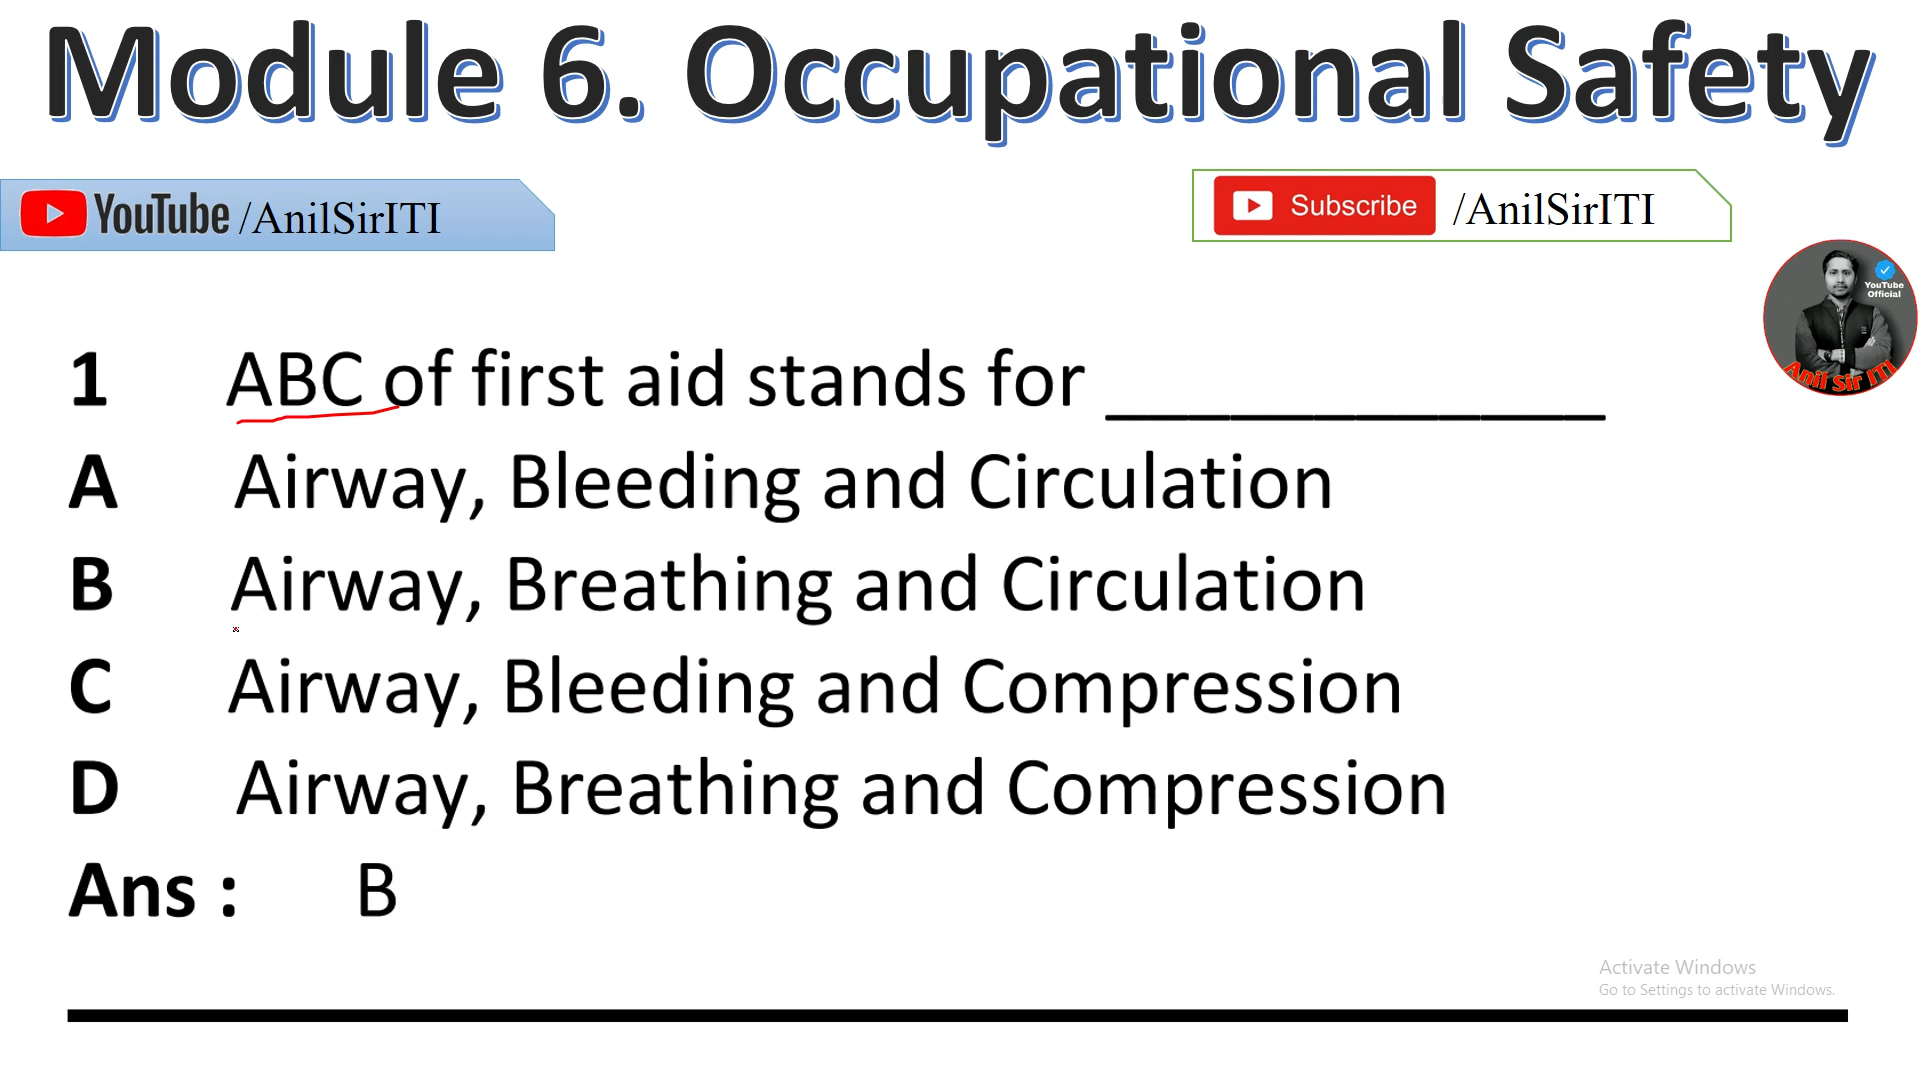 Module 6. Occupational Safety
YouTube /AnilSirITI
Subscribe /AnilSirITI
YouTube
Official
Anil Sir ITI
1 ABC of first aid stands for ____________
A Airway, Bleeding and Circulation
B Airway, Breathing and Circulation
C Airway, Bleeding and Compression
D Airway, Breathing and Compression
Ans : B
Activate Windows
Go to Settings to activate Windows.